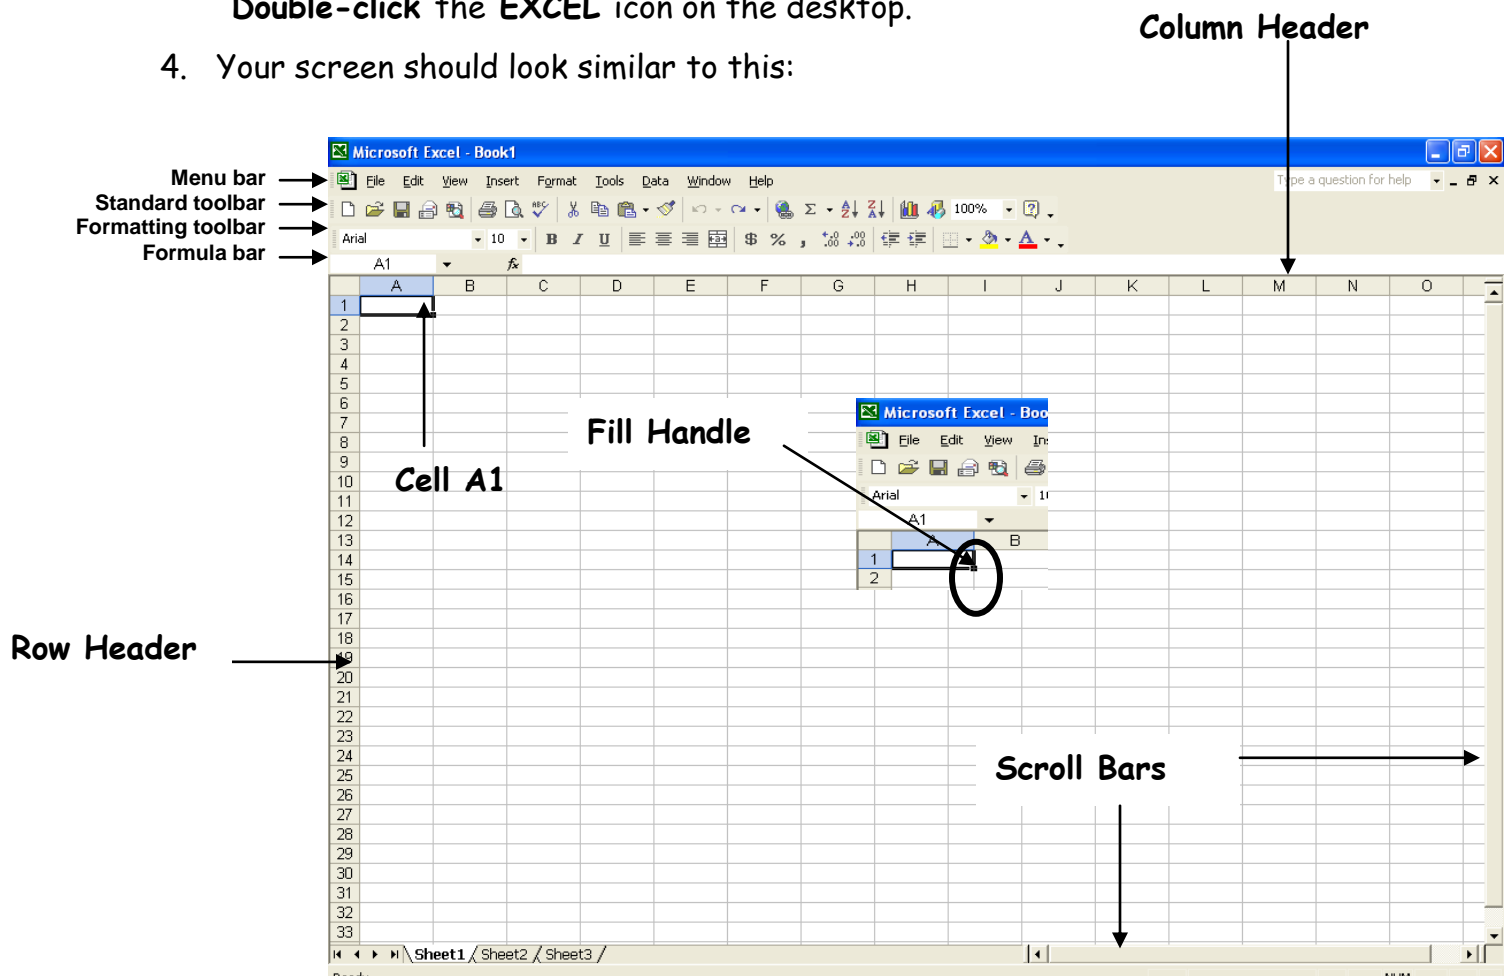 Double-click the EXCEL icon on the desktop.
Column Header
4. Your screen should look similar to this:
Microsoft Excel - Book1
Menu bar
File Edit View Insert Format Tools Data Window Help
Type a question for help
Standard toolbar
100%
Formatting toolbar
Arial 10 B I U $ % ,
Formula bar
A1 fx
A B C D E F G H I J K L M N O
1
2
3
4
5
6
7
8
9
10
11
12
13
14
15
16
17
18
19
20
21
22
23
24
25
26
27
28
29
30
31
32
33
Cell A1
Fill Handle
Microsoft Excel - Boo
File Edit View
Arial
A1
A B
1
2
Row Header
Scroll Bars
Sheet1 Sheet2 Sheet3